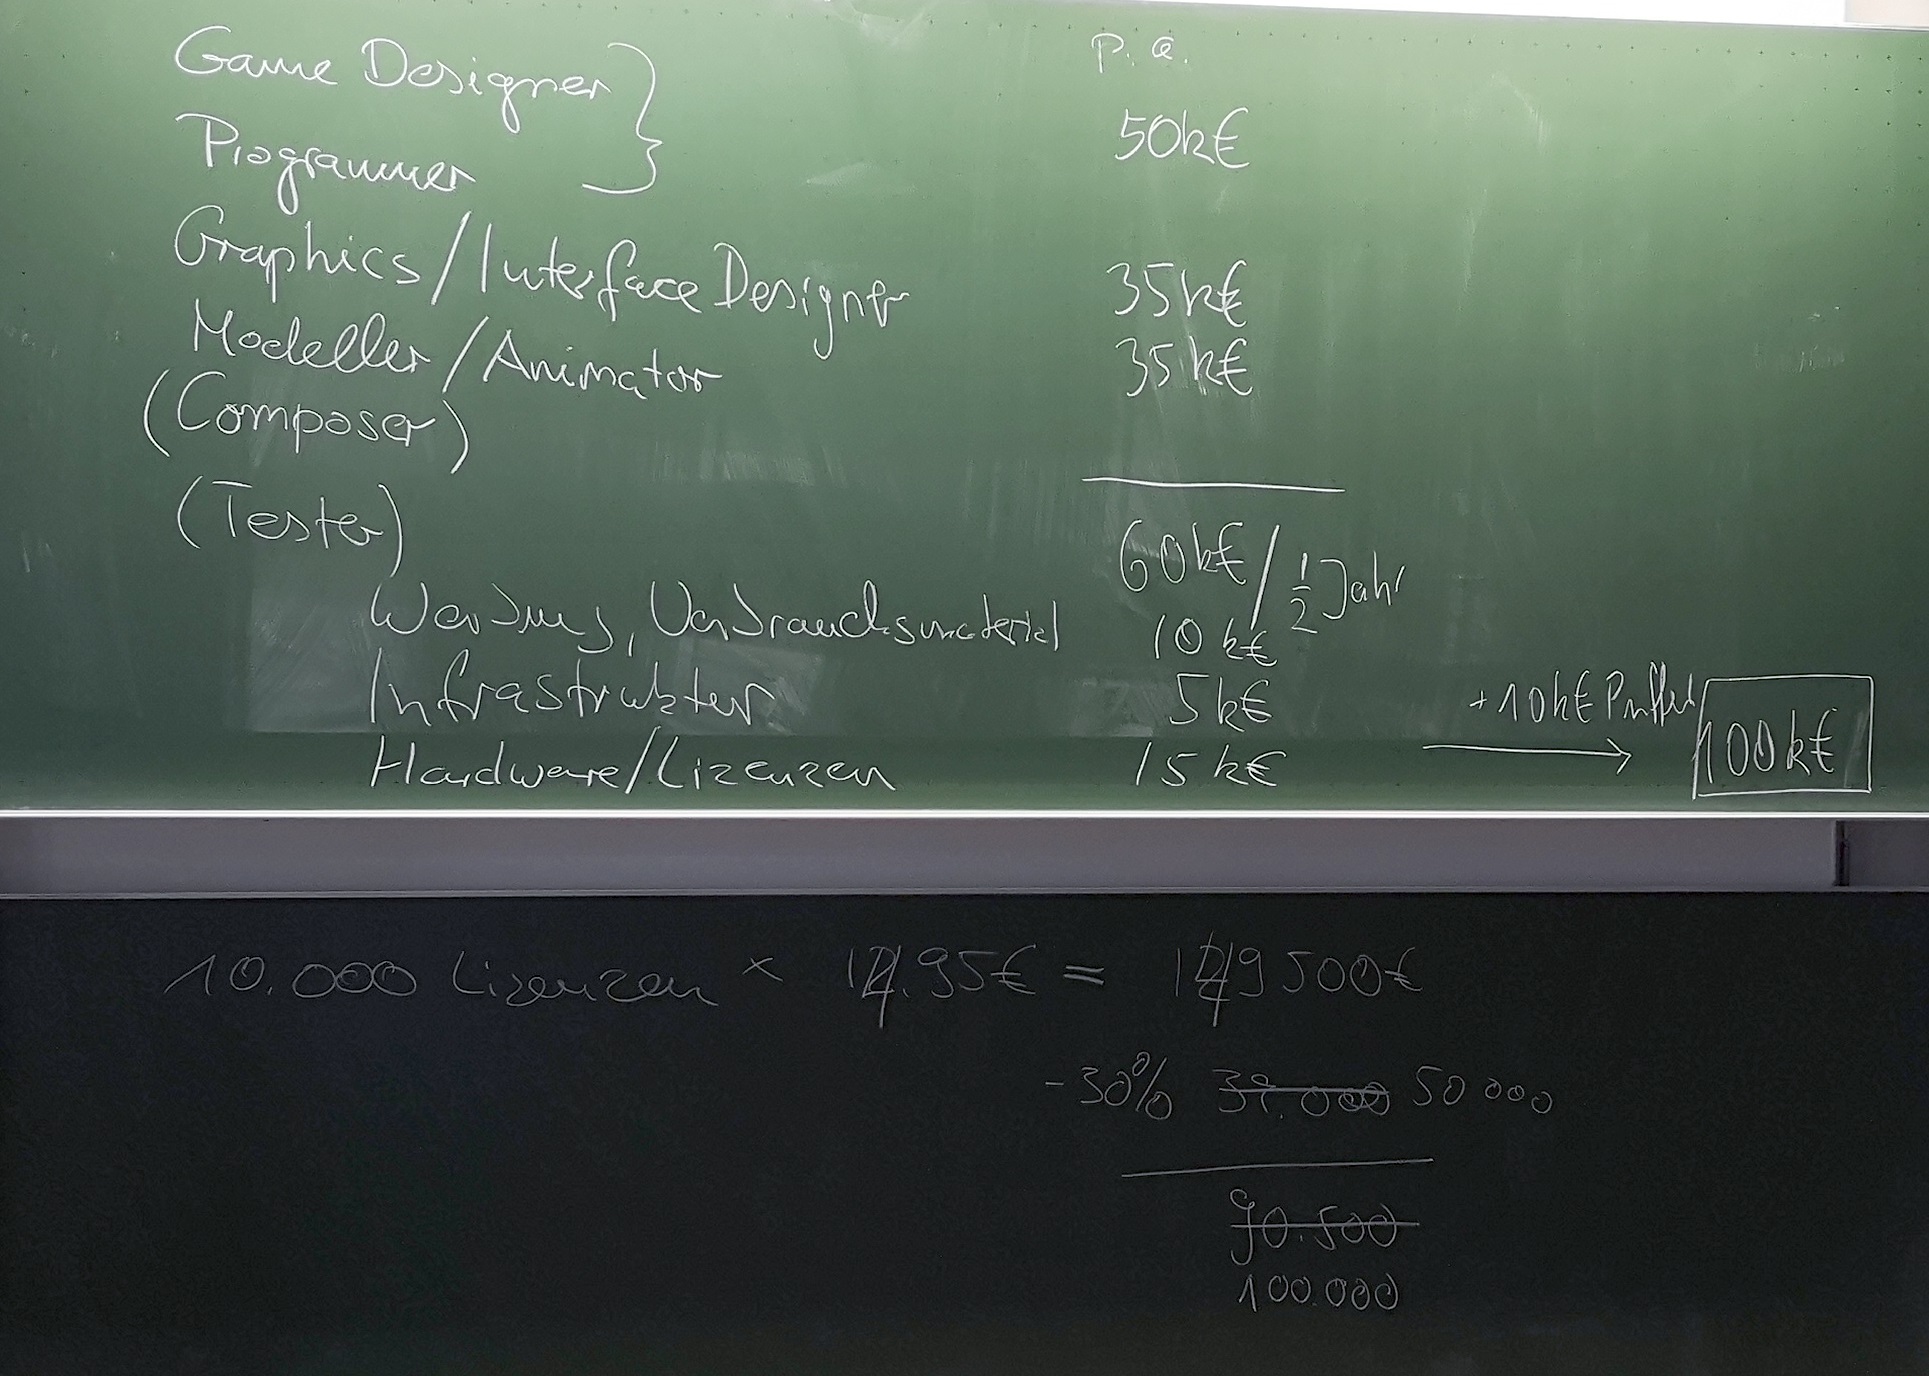 p. a.
Game Designer }
Programmer } 50k€
Graphics/Interface Designer 35k€
Modeller/Animator 35k€
(Composer)
(Tester)
60k€/½ Jahr
Werbung, Verbrauchsmaterial 10k€
Infrastruktur 5k€
Hardware/Lizenzen 15k€
+10k€ Puffer
→ 100k€
10.000 Lizenzen × 14.95€ = 149500€
-30% 39.000 50000
90.500
100.000